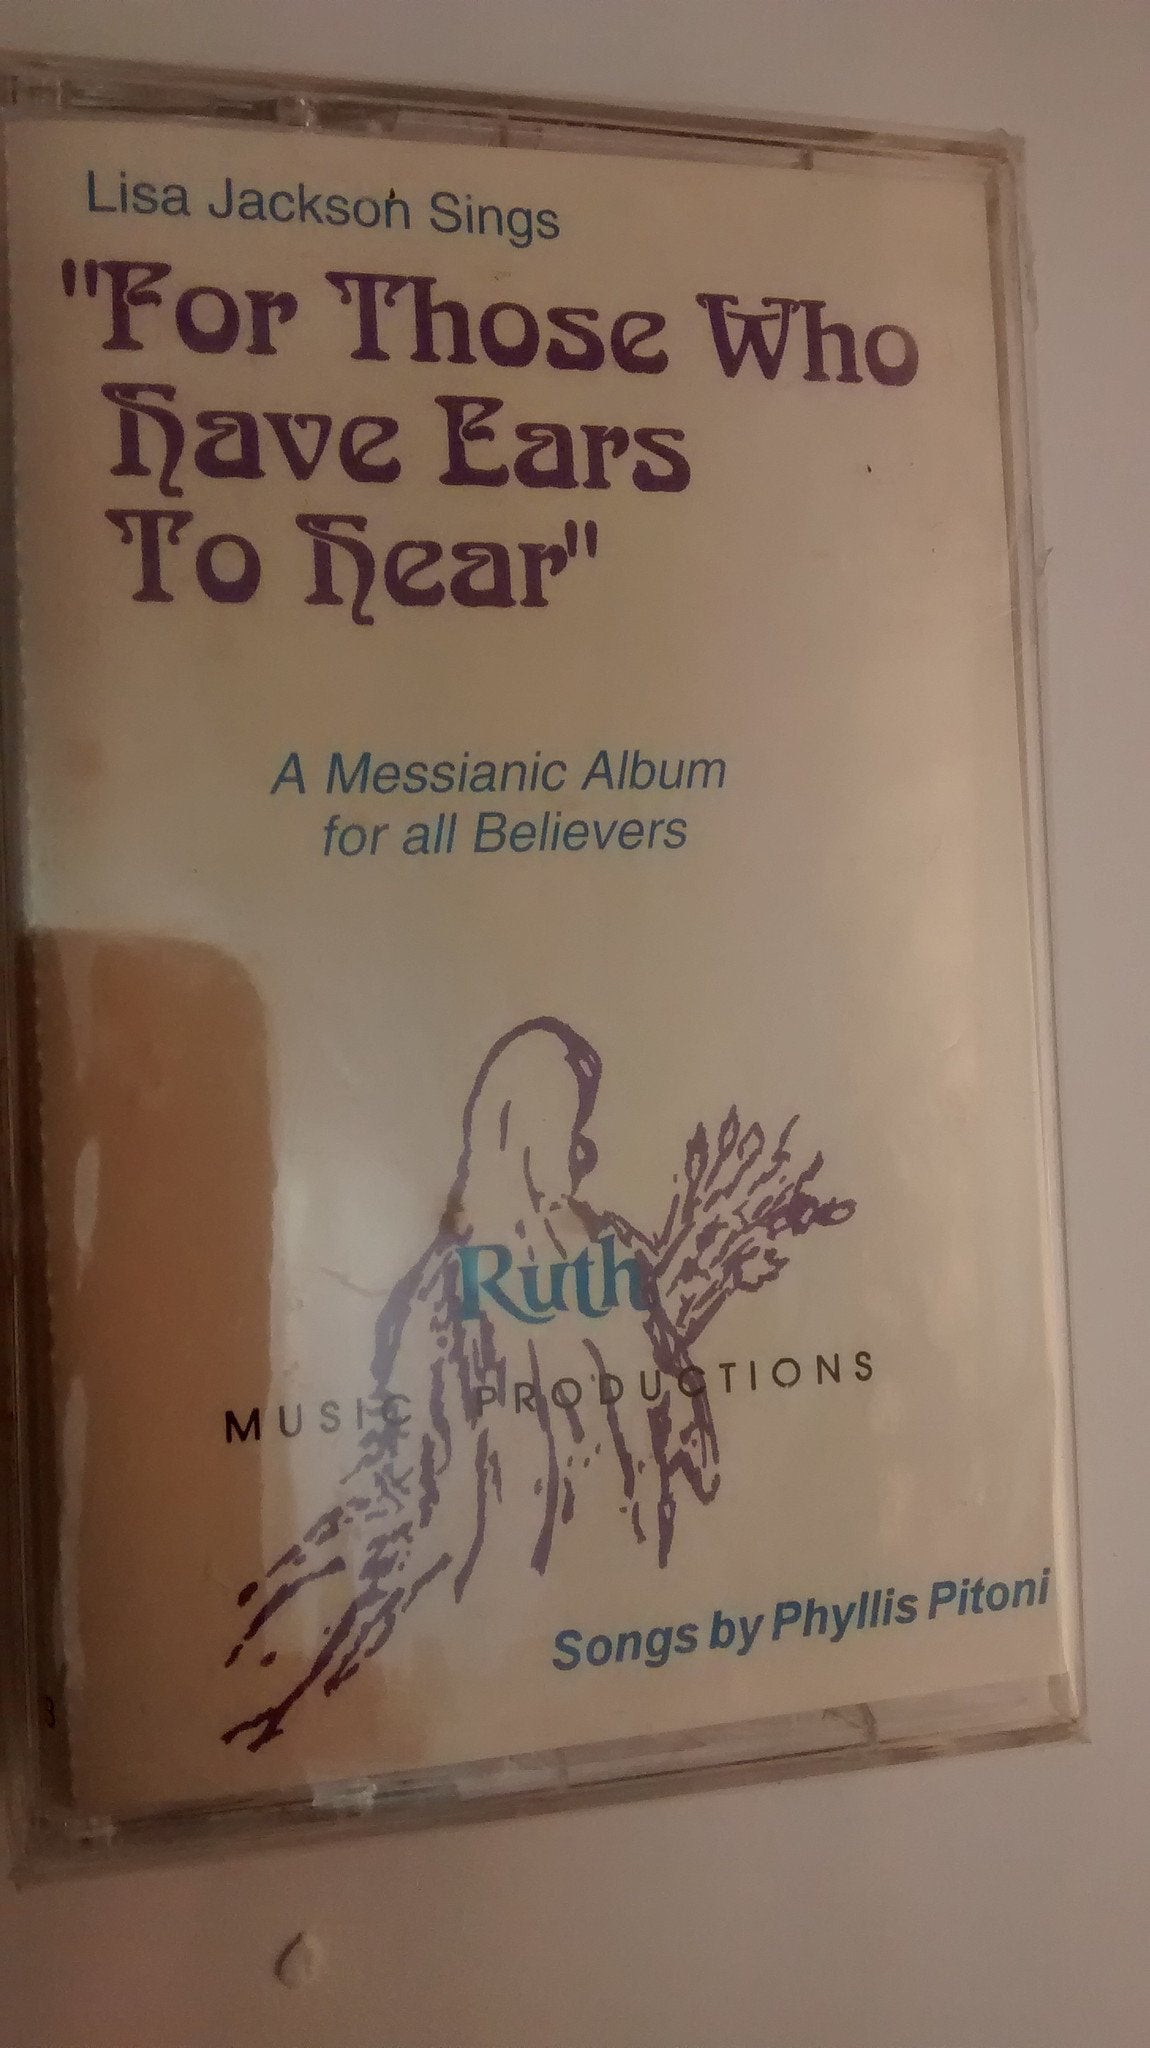 Lisa Jackson Sings
"For Those Who
Have Ears
To Hear"
A Messianic Album
for all Believers
Ruth
MUSIC PRODUCTIONS
Songs by Phyllis Pitoni